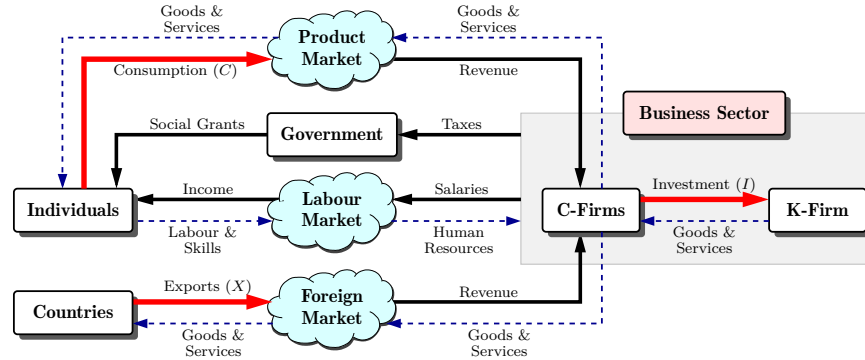 Goods &
Services
Goods &
Services
Product
Market
Consumption (C)
Revenue
Business Sector
Social Grants
Government
Taxes
Income
Labour
Market
Salaries
Investment (I)
Individuals
C-Firms
K-Firm
Labour &
Skills
Human
Resources
Goods &
Services
Exports (X)
Foreign
Market
Revenue
Countries
Goods &
Services
Goods &
Services